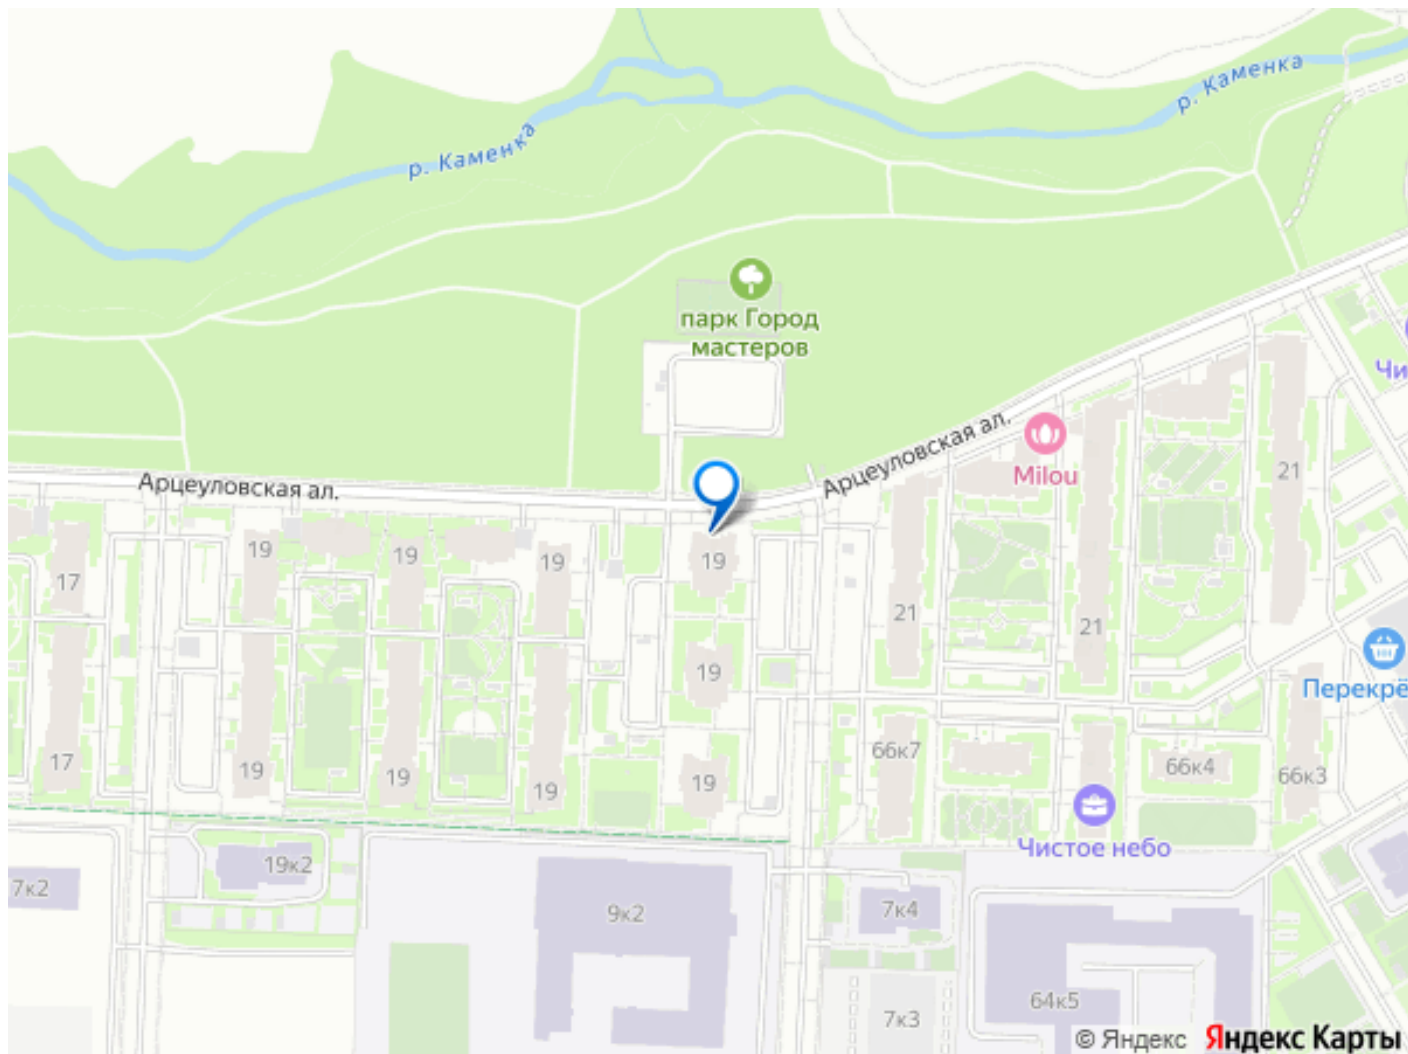 р. Каменка
р. Каменка
парк Город
мастеров
Чи
Арцеуловская ал.
Milou
Арцеуловская ал.
21
19
19
19
19
17
21
21
19
Перекрё
17
19
19
19
19
66к7
66к4
66к3
Чистое небо
19к2
7к2
9к2
7к4
64к5
7к3
© Яндекс Яндекс Карты